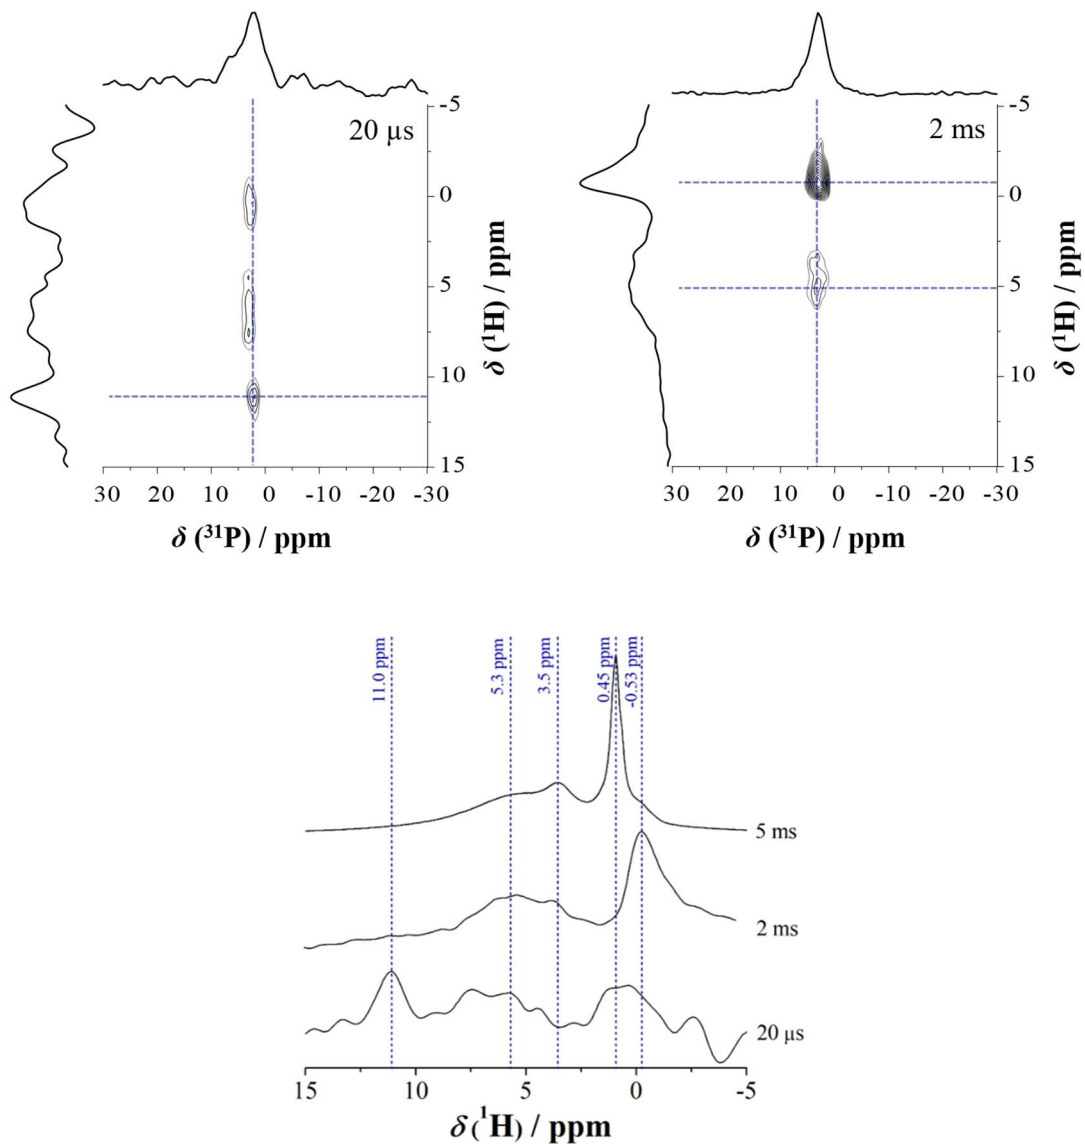 20 µs
-5
0
5
10
15
δ (¹H) / ppm
30 20 10 0 -10 -20 -30
δ (³¹P) / ppm
2 ms
-5
0
5
10
15
δ (¹H) / ppm
30 20 10 0 -10 -20 -30
δ (³¹P) / ppm
11.0 ppm
5.3 ppm
3.5 ppm
0.45 ppm
-0.53 ppm
5 ms
2 ms
20 µs
15 10 5 0 -5
δ (¹H) / ppm